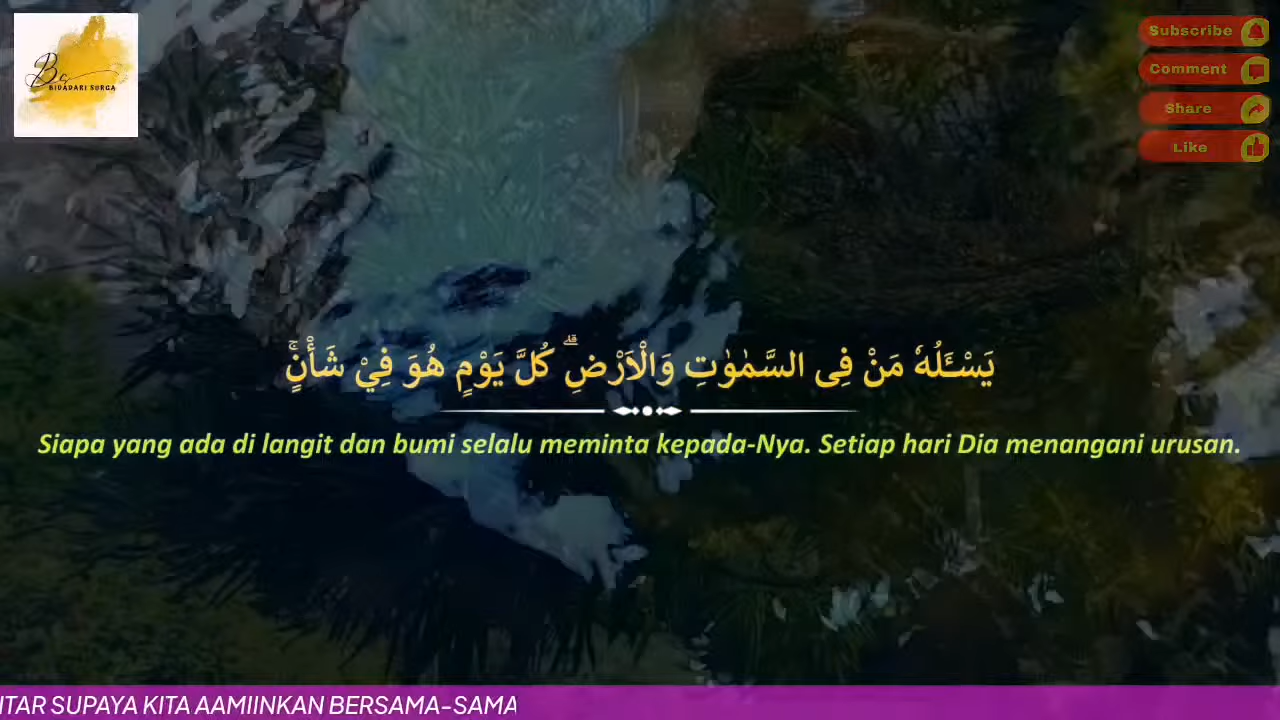 Bs
BIDADARI SURGA
Subscribe
Comment
Share
Like
يَسْـَٔلُهٗ مَنْ فِى السَّمٰوٰتِ وَالْاَرْضِۗ كُلَّ يَوْمٍ هُوَ فِيْ شَأْنٍۚ
Siapa yang ada di langit dan bumi selalu meminta kepada-Nya. Setiap hari Dia menangani urusan.
SUPAYA KITA AAMIINKAN BERSAMA-SAMA